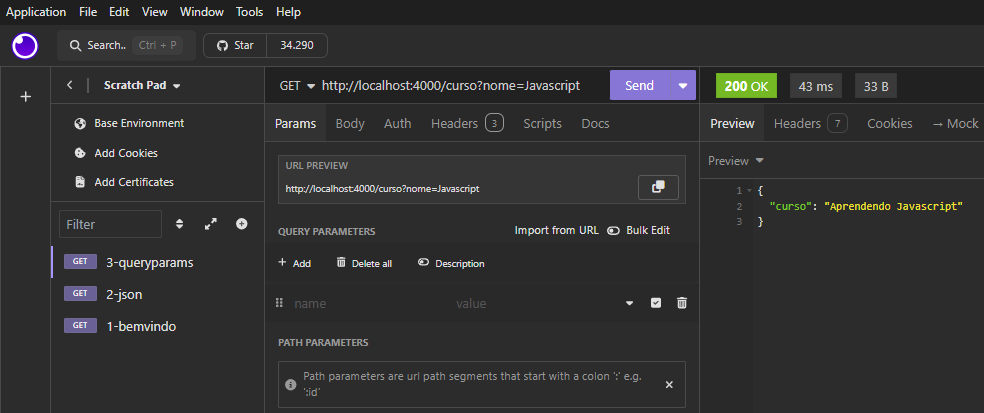 Application File Edit View Window Tools Help
Search.. Ctrl + P Star 34.290
Scratch Pad
Base Environment
Add Cookies
Add Certificates
Filter
GET 3-queryparams
GET 2-json
GET 1-bemvindo
GET http://localhost:4000/curso?nome=Javascript Send
Params Body Auth Headers 3 Scripts Docs
URL PREVIEW
http://localhost:4000/curso?nome=Javascript
QUERY PARAMETERS Import from URL Bulk Edit
+ Add Delete all Description
name value
PATH PARAMETERS
Path parameters are url path segments that start with a colon ':' e.g.
':id'
200 OK 43 ms 33 B
Preview Headers 7 Cookies → Mock
Preview
1 {
2 "curso": "Aprendendo Javascript"
3 }